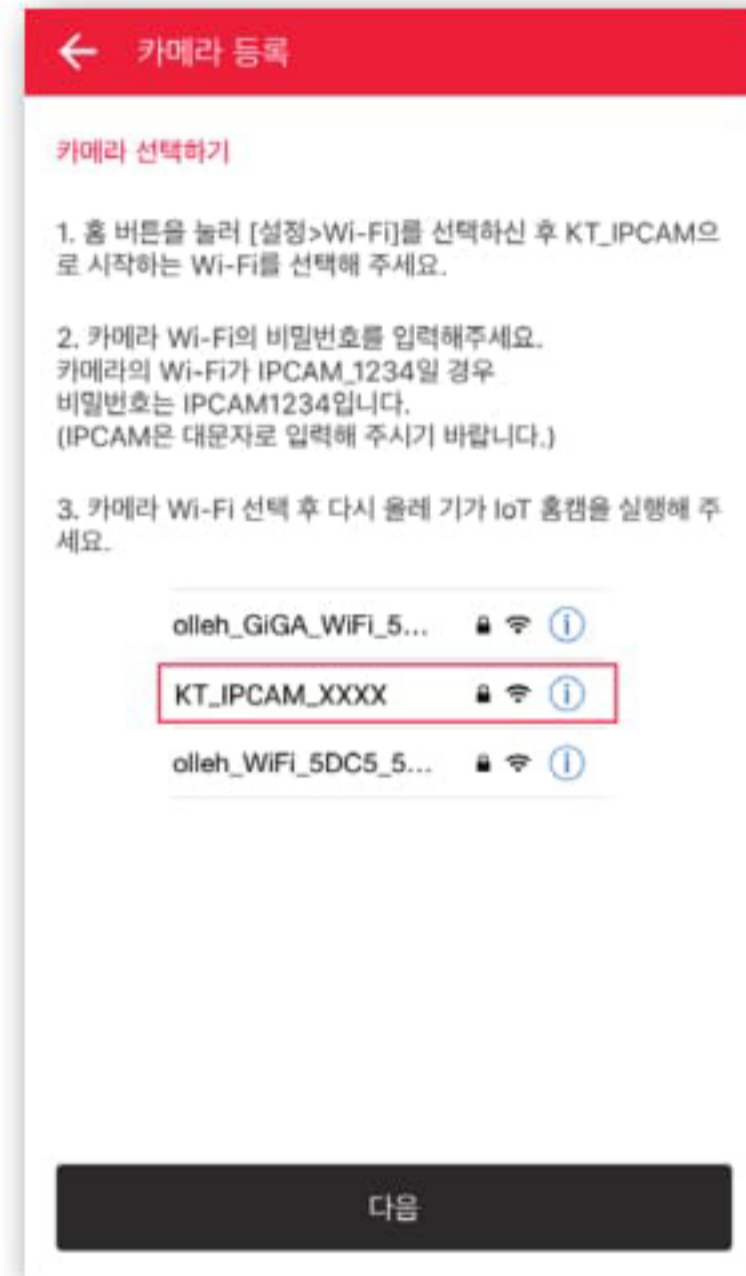 카메라 등록
카메라 선택하기
1. 홈 버튼을 눌러 [설정>Wi-Fi]를 선택하신 후 KT_IPCAM으
로 시작하는 Wi-Fi를 선택해 주세요.
2. 카메라 Wi-Fi의 비밀번호를 입력해주세요.
카메라의 Wi-Fi가 IPCAM_1234일 경우
비밀번호는 IPCAM1234입니다.
(IPCAM은 대문자로 입력해 주시기 바랍니다.)
3. 카메라 Wi-Fi 선택 후 다시 올레 기가 IoT 홈캠을 실행해 주
세요.
olleh_GiGA_WiFi_5...
KT_IPCAM_XXXX
olleh_WiFi_5DC5_5...
다음